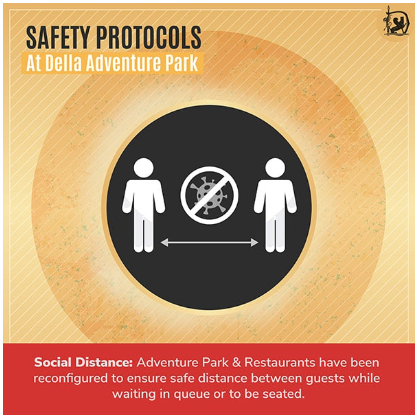 SAFETY PROTOCOLS
At Della Adventure Park
Social Distance: Adventure Park & Restaurants have been
reconfigured to ensure safe distance between guests while
waiting in queue or to be seated.